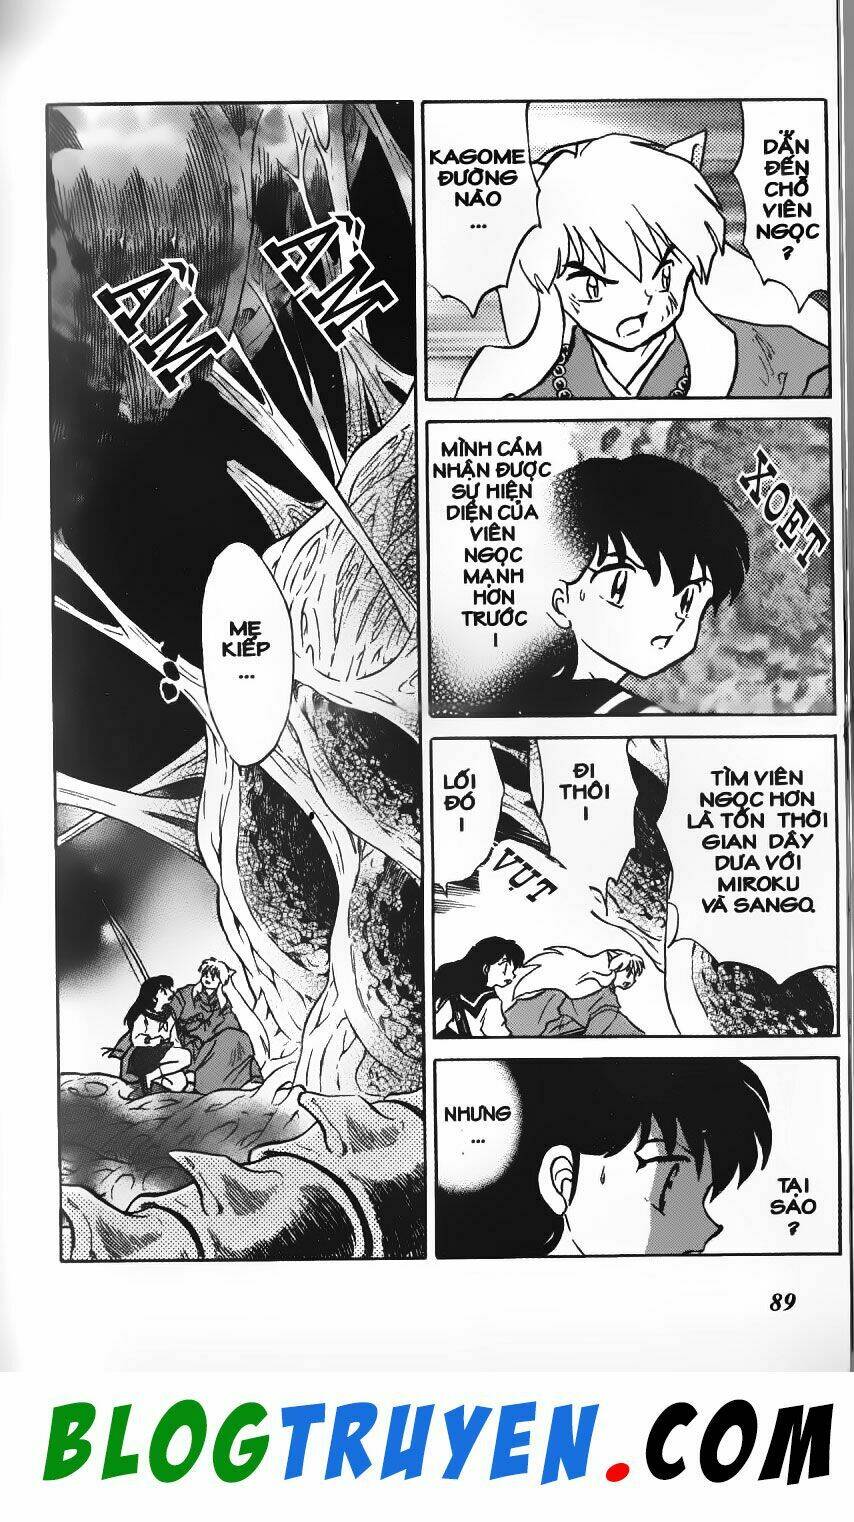 ẦM
ẦM
MẸ
KIẾP
...
KAGOME
ĐƯỜNG
NÀO
...
...
DẪN
ĐẾN
CHỖ
VIÊN
NGỌC
?
MÌNH CẢM
NHẬN ĐƯỢC
SỰ HIỆN
DIỆN CỦA
VIÊN
NGỌC
MẠNH
HƠN
TRƯỚC
!
XOẸT
LỐI
ĐÓ
!
ĐI
THÔI
!
TÌM VIÊN
NGỌC HƠN
LÀ TỐN THỜI
GIAN DÂY
DƯA VỚI
MIROKU
VÀ SANGO.
VỤT
NHƯNG
...
TẠI
SAO
?
89
BLOGTRUYEN.COM